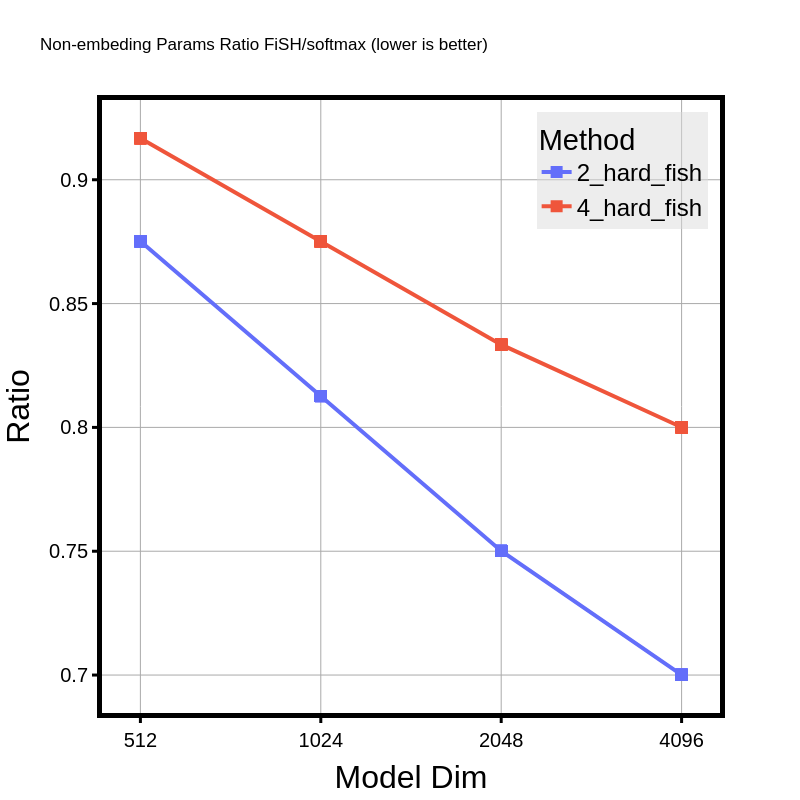 Non-embeding Params Ratio FiSH/softmax (lower is better)
Method
2_hard_fish
4_hard_fish
0.9
0.85
0.8
0.75
0.7
Ratio
512 1024 2048 4096
Model Dim